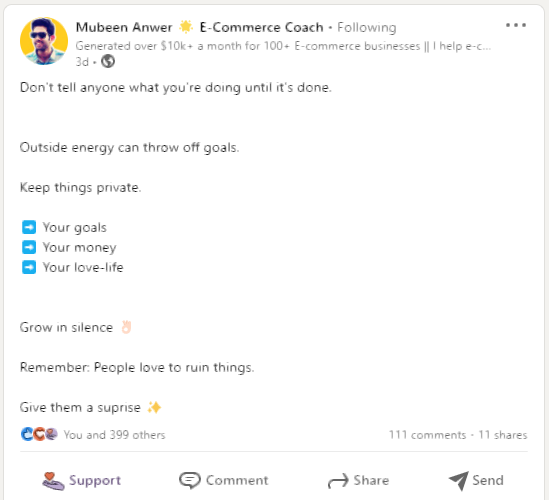 Mubeen Anwer 🌟 E-Commerce Coach • Following
Generated over $10k+ a month for 100+ E-commerce businesses || I help e-c...
3d •
Don't tell anyone what you're doing until it's done.
Outside energy can throw off goals.
Keep things private.
➡️ Your goals
➡️ Your money
➡️ Your love-life
Grow in silence 👌🏻
Remember: People love to ruin things.
Give them a suprise ✨
You and 399 others 111 comments • 11 shares
Support Comment Share Send